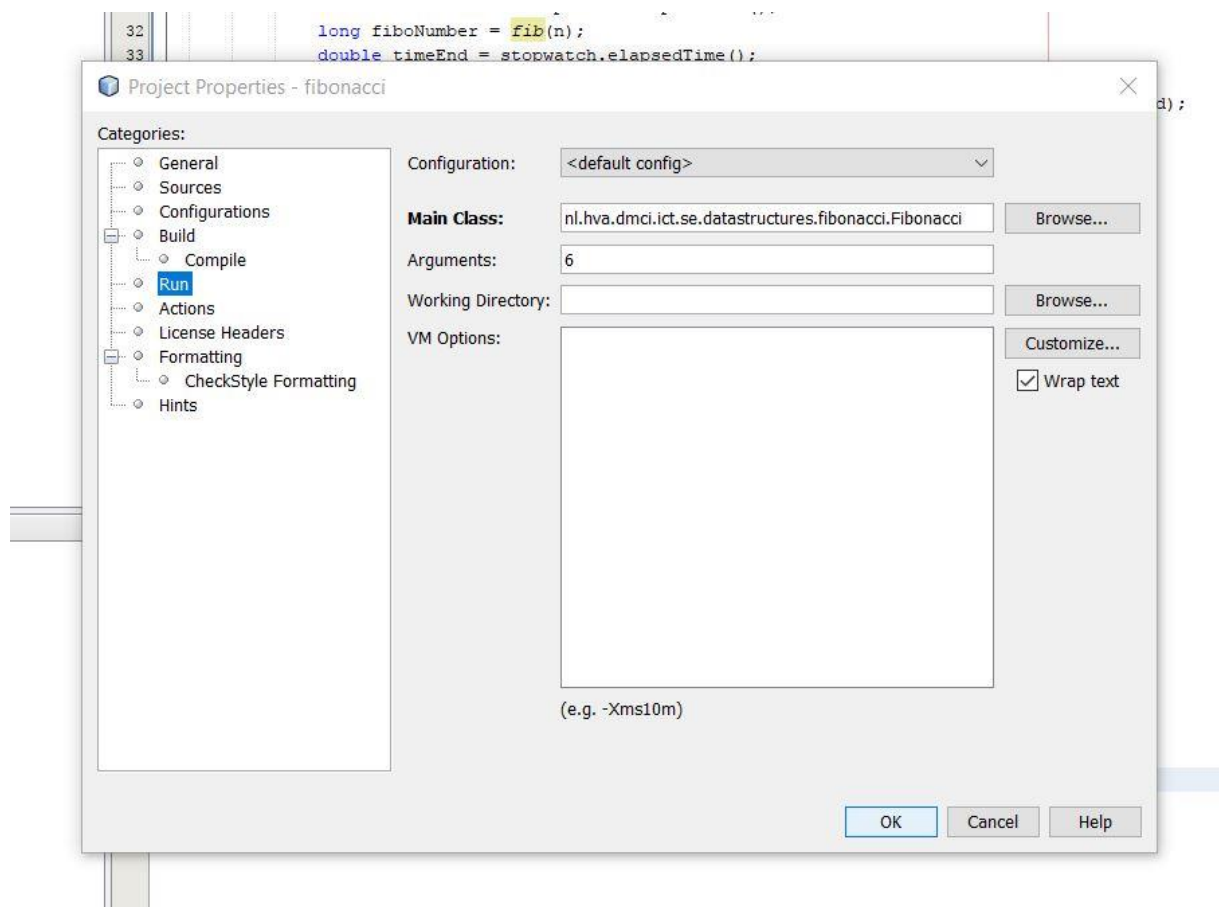 32 long fiboNumber = fib(n);
33 double timeEnd = stopwatch.elapsedTime();
Project Properties - fibonacci
d);
Categories:
General
Sources
Configurations
Build
Compile
Run
Actions
License Headers
Formatting
CheckStyle Formatting
Hints
Configuration: <default config>
Main Class: nl.hva.dmci.ict.se.datastructures.fibonacci.Fibonacci Browse...
Arguments: 6
Working Directory: Browse...
VM Options: Customize...
Wrap text
(e.g. -Xms10m)
OK Cancel Help